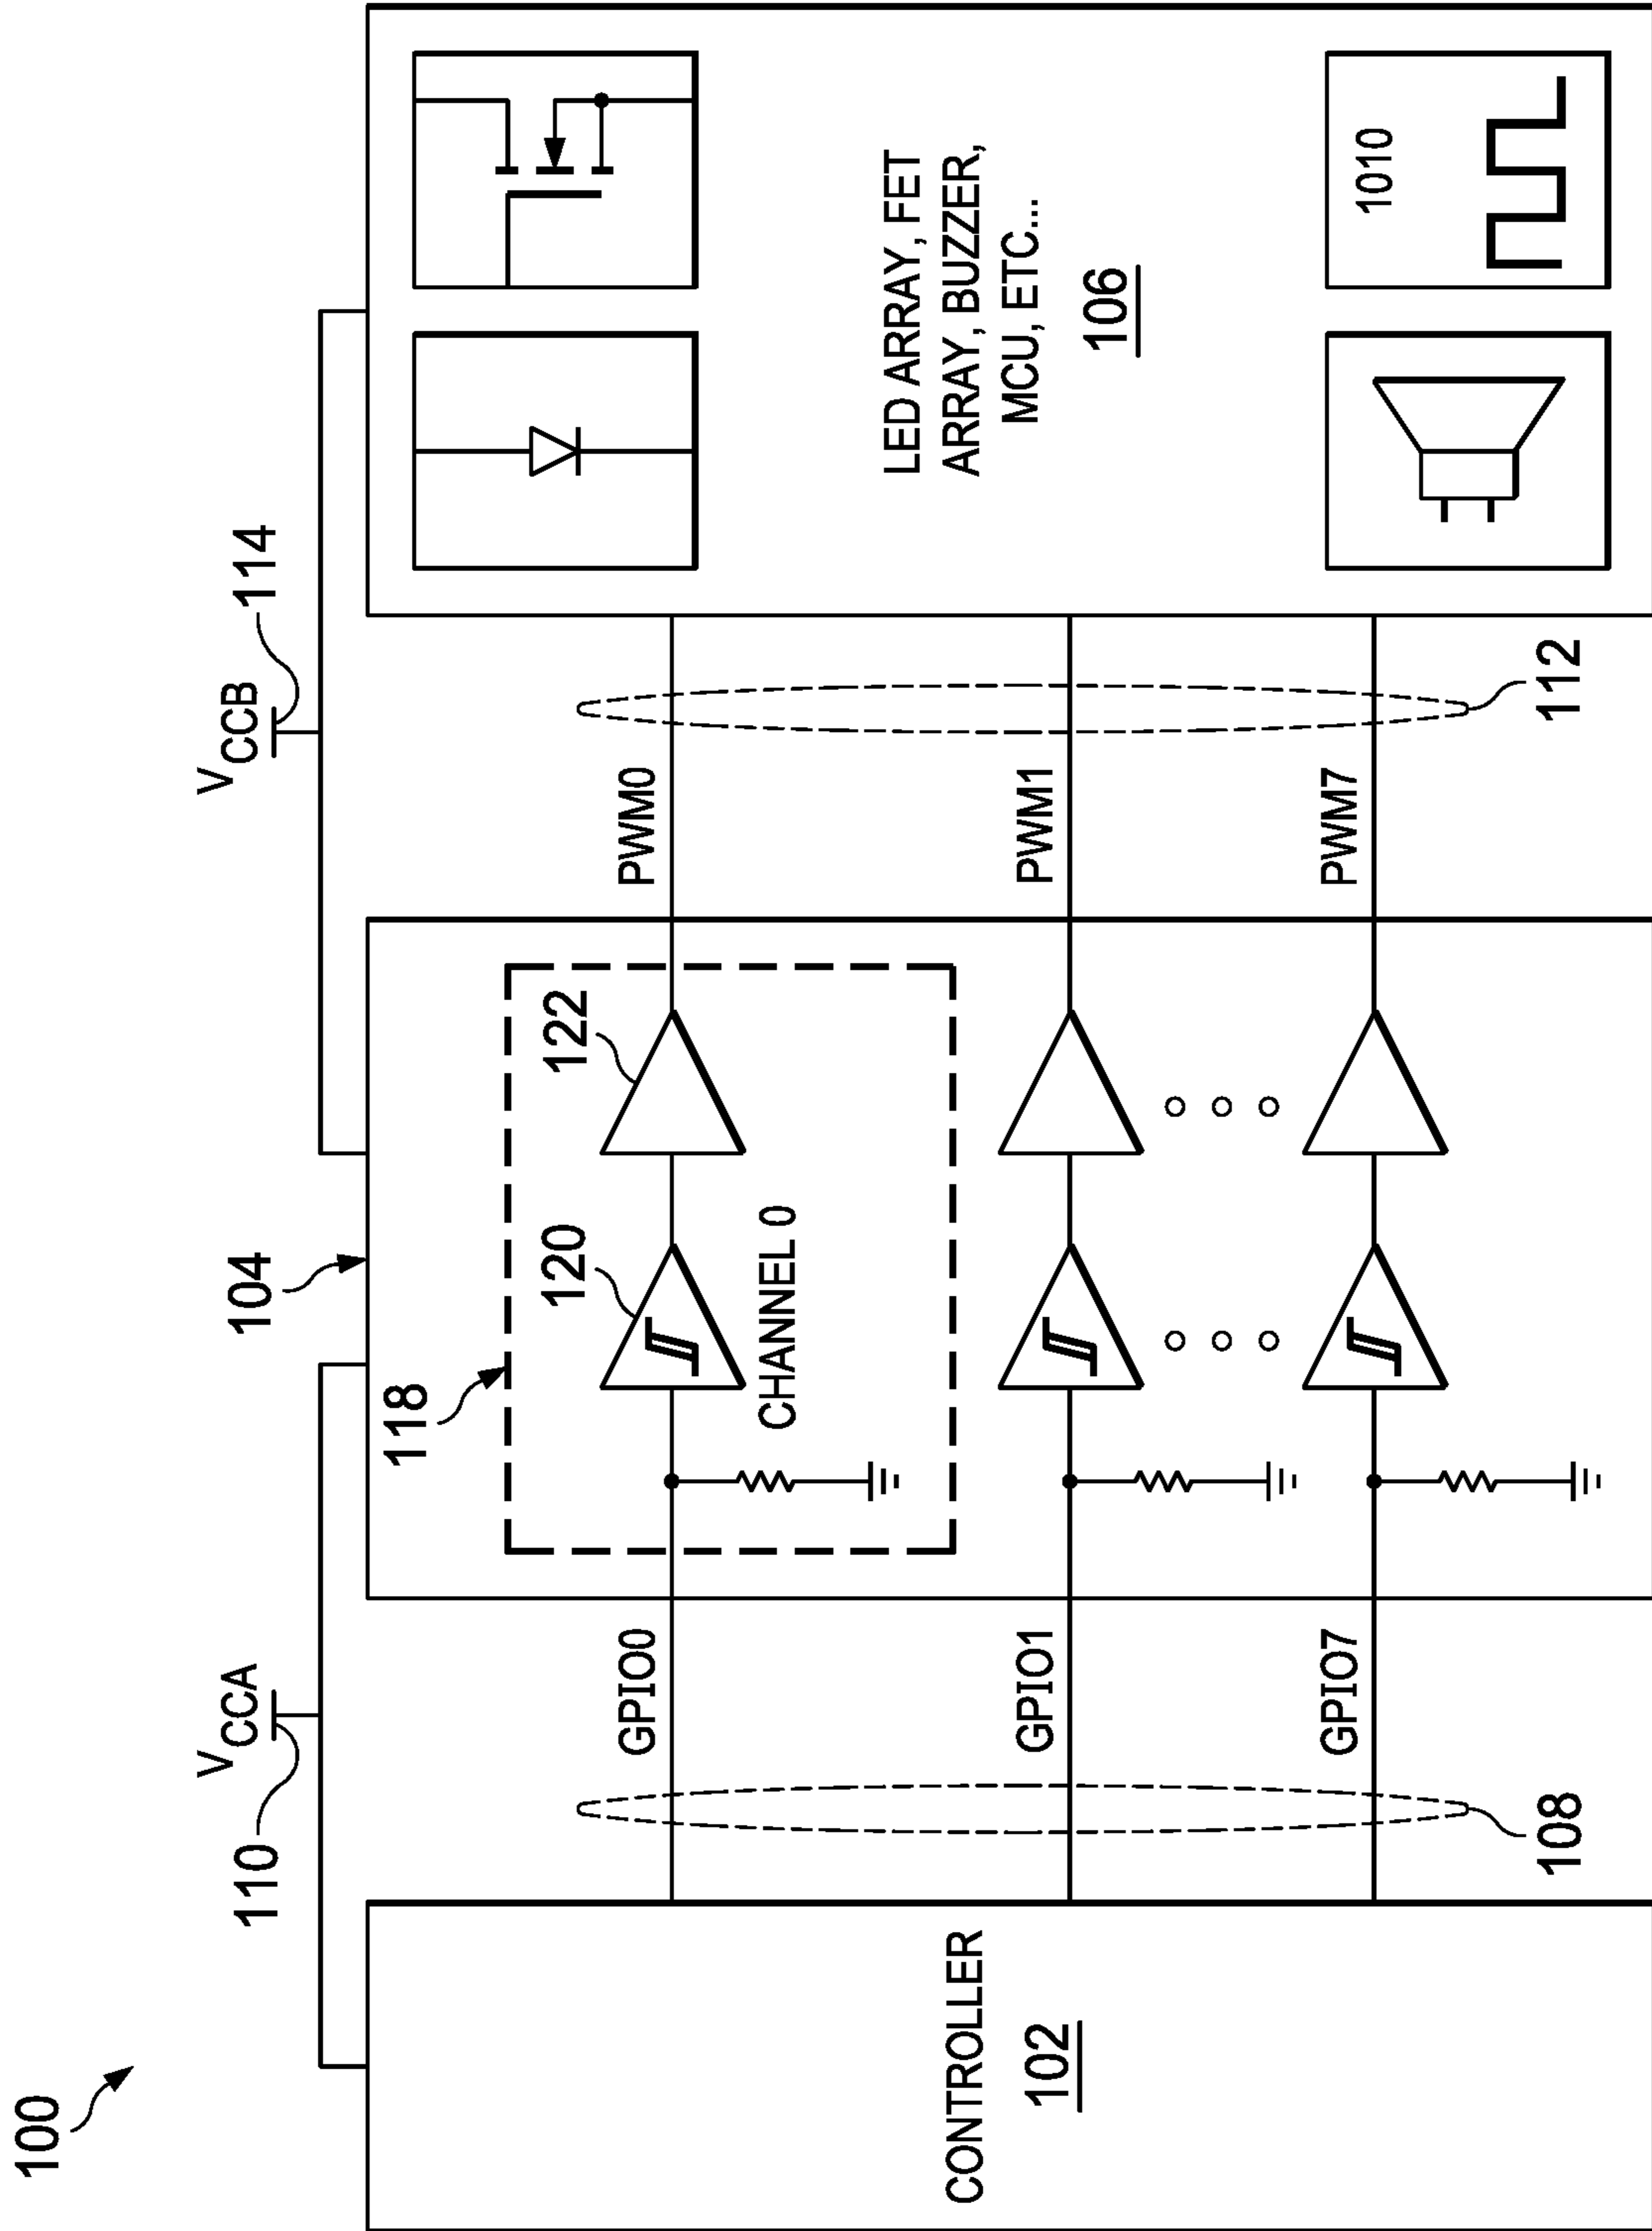 100
V_CCA
110
V_CCB
114
104
118
120
122
CHANNEL 0
GPIO0
GPIO1
GPIO7
108
PWM0
PWM1
PWM7
112
CONTROLLER
102
LED ARRAY, FET
ARRAY, BUZZER,
MCU, ETC...
106
1010